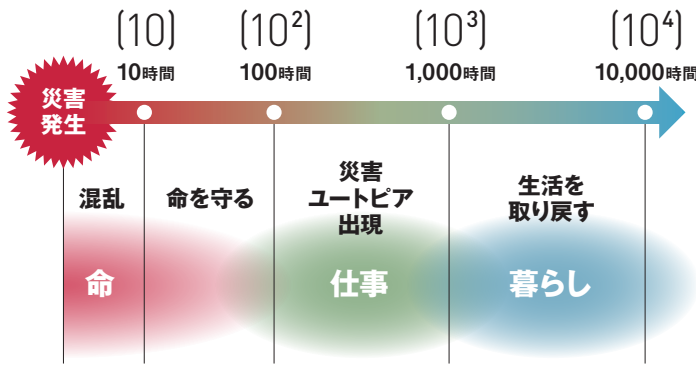 (10)
(10²)
(10³)
(10⁴)
10時間
100時間
1,000時間
10,000時間
災害
発生
混乱
命を守る
災害
ユートピア
出現
生活を
取り戻す
命
仕事
暮らし